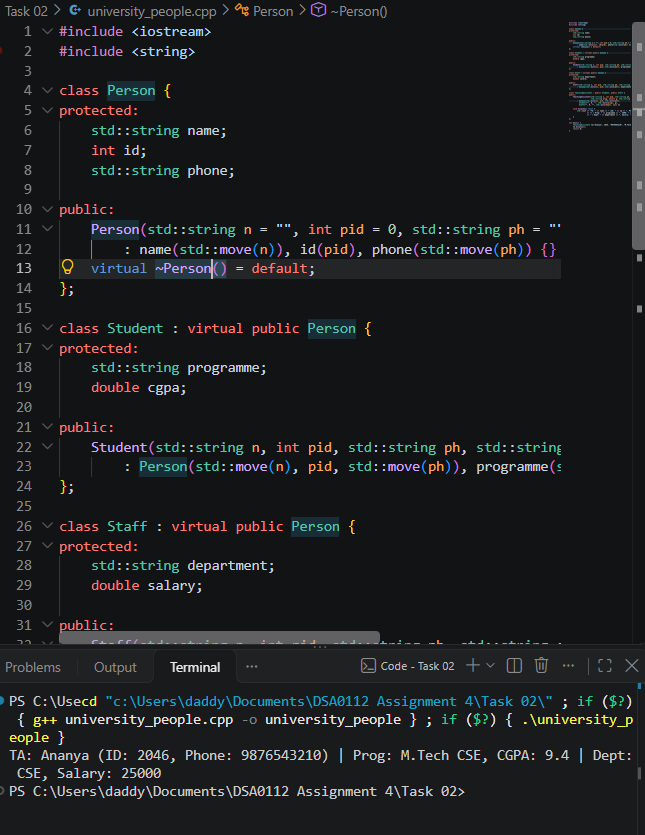 Task 02 > university_people.cpp > Person > ~Person()
1 #include <iostream>
2 #include <string>
3
4 class Person {
5 protected:
6 std::string name;
7 int id;
8 std::string phone;
9
10 public:
11 Person(std::string n = "", int pid = 0, std::string ph = "'
12 : name(std::move(n)), id(pid), phone(std::move(ph)) {}
13 virtual ~Person() = default;
14 };
15
16 class Student : virtual public Person {
17 protected:
18 std::string programme;
19 double cgpa;
20
21 public:
22 Student(std::string n, int pid, std::string ph, std::string
23 : Person(std::move(n), pid, std::move(ph)), programme(s
24 };
25
26 class Staff : virtual public Person {
27 protected:
28 std::string department;
29 double salary;
30
31 public:
Problems Output Terminal ··· Code - Task 02
PS C:\Usecd "c:\Users\daddy\Documents\DSA0112 Assignment 4\Task 02\" ; if ($?)
{ g++ university_people.cpp -o university_people } ; if ($?) { .\university_p
eople }
TA: Ananya (ID: 2046, Phone: 9876543210) | Prog: M.Tech CSE, CGPA: 9.4 | Dept:
CSE, Salary: 25000
PS C:\Users\daddy\Documents\DSA0112 Assignment 4\Task 02>